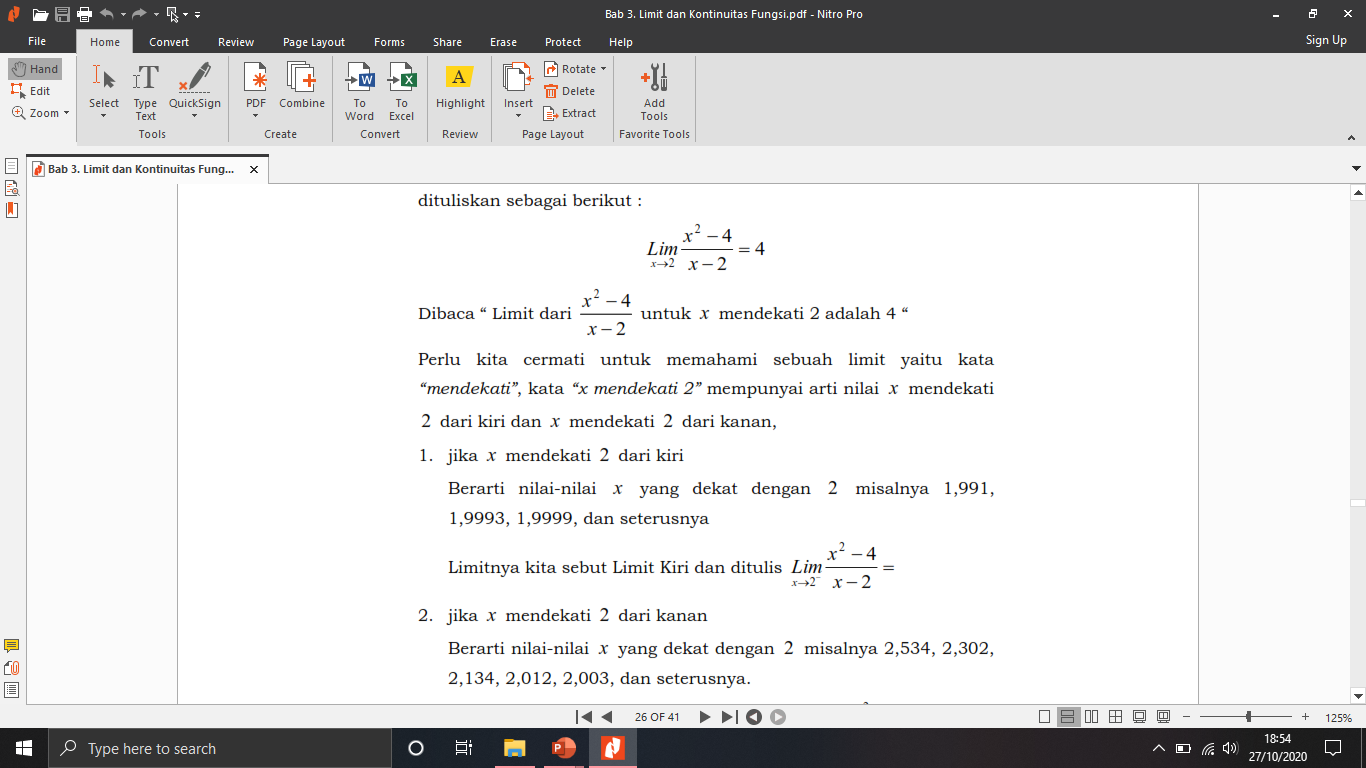 Bab 3. Limit dan Kontinuitas Fungsi.pdf - Nitro Pro
File Home Convert Review Page Layout Forms Share Erase Protect Help Sign Up
Hand
Edit
Zoom
Select
Type Text
QuickSign
Tools
PDF
Combine
Create
To Word
To Excel
Convert
Highlight
Review
Insert
Rotate
Delete
Extract
Page Layout
Add Tools
Favorite Tools
Bab 3. Limit dan Kontinuitas Fung...
dituliskan sebagai berikut :
Lim x→2 (x² − 4)/(x − 2) = 4
Dibaca “ Limit dari (x² − 4)/(x − 2) untuk x mendekati 2 adalah 4 “
Perlu kita cermati untuk memahami sebuah limit yaitu kata
“mendekati”, kata “x mendekati 2” mempunyai arti nilai x mendekati
2 dari kiri dan x mendekati 2 dari kanan,
1. jika x mendekati 2 dari kiri
Berarti nilai-nilai x yang dekat dengan 2 misalnya 1,991,
1,9993, 1,9999, dan seterusnya
Limitnya kita sebut Limit Kiri dan ditulis Lim x→2⁻ (x² − 4)/(x − 2) =
2. jika x mendekati 2 dari kanan
Berarti nilai-nilai x yang dekat dengan 2 misalnya 2,534, 2,302,
2,134, 2,012, 2,003, dan seterusnya.
26 OF 41
125%
Type here to search
18:54
27/10/2020